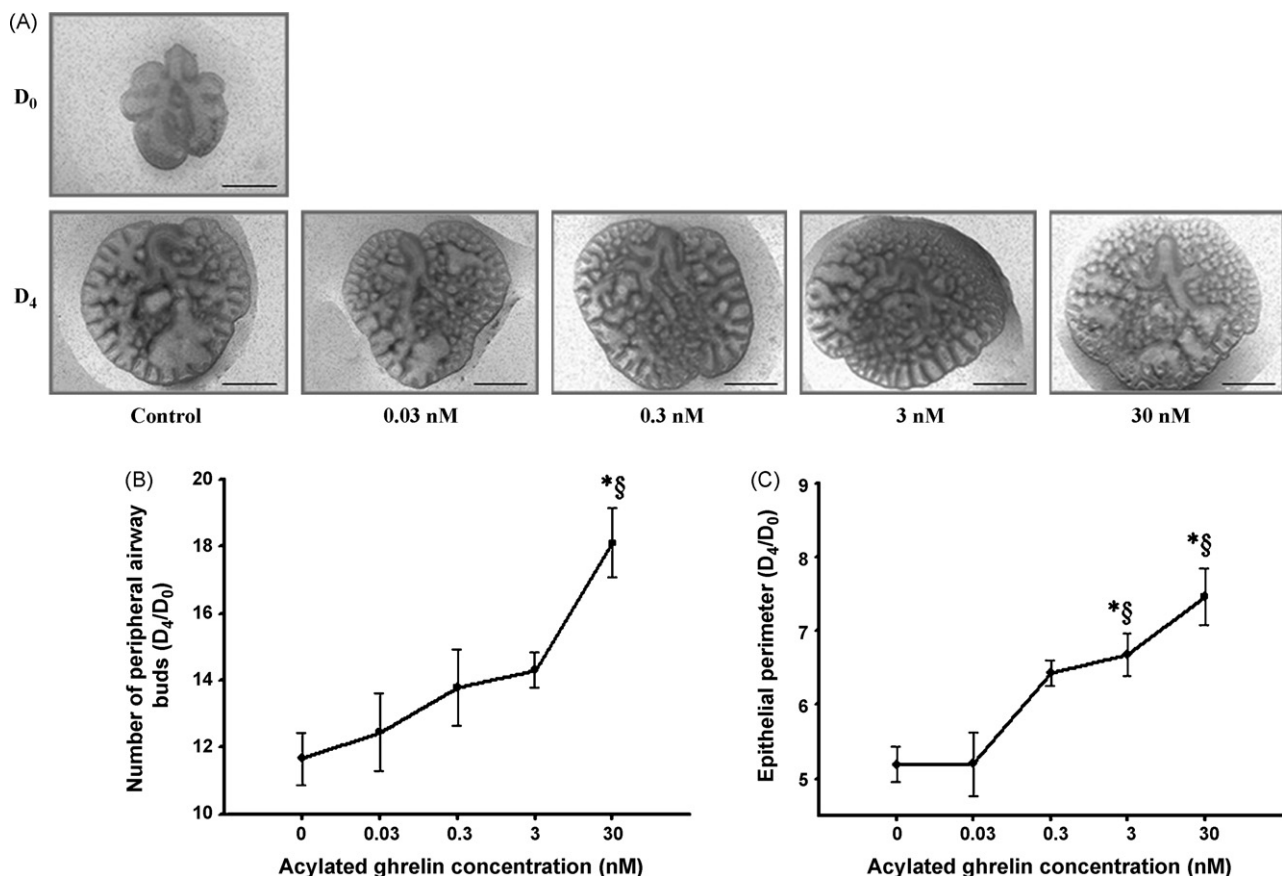 (A)
D₀
D₄
Control 0.03 nM 0.3 nM 3 nM 30 nM
(B)
Number of peripheral airway
buds (D₄/D₀)
20
18
16
14
12
10
*§
0 0.03 0.3 3 30
Acylated ghrelin concentration (nM)
(C)
Epithelial perimeter (D₄/D₀)
9
8
7
6
5
*§
*§
0 0.03 0.3 3 30
Acylated ghrelin concentration (nM)